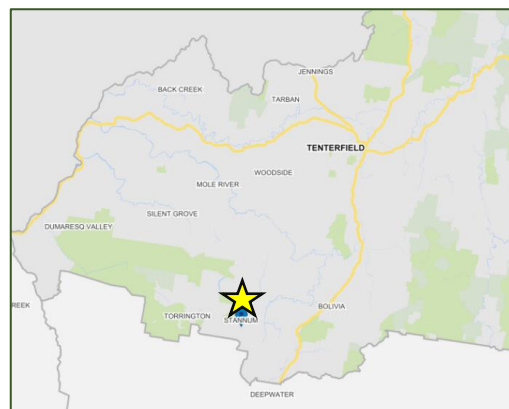 JENNINGS
BACK CREEK
TARBAN
TENTERFIELD
WOODSIDE
MOLE RIVER
SILENT GROVE
DUMARESQ VALLEY
REEK
BOLIVIA
TORRINGTON
STANNUM
DEEPWATER